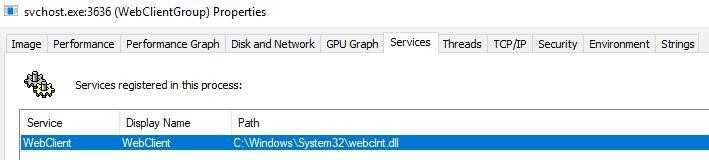 svchost.exe:3636 (WebClientGroup) Properties
Image Performance Performance Graph Disk and Network GPU Graph Services Threads TCP/IP Security Environment Strings
Services registered in this process:
Service Display Name Path
WebClient WebClient C:\Windows\System32\webclnt.dll